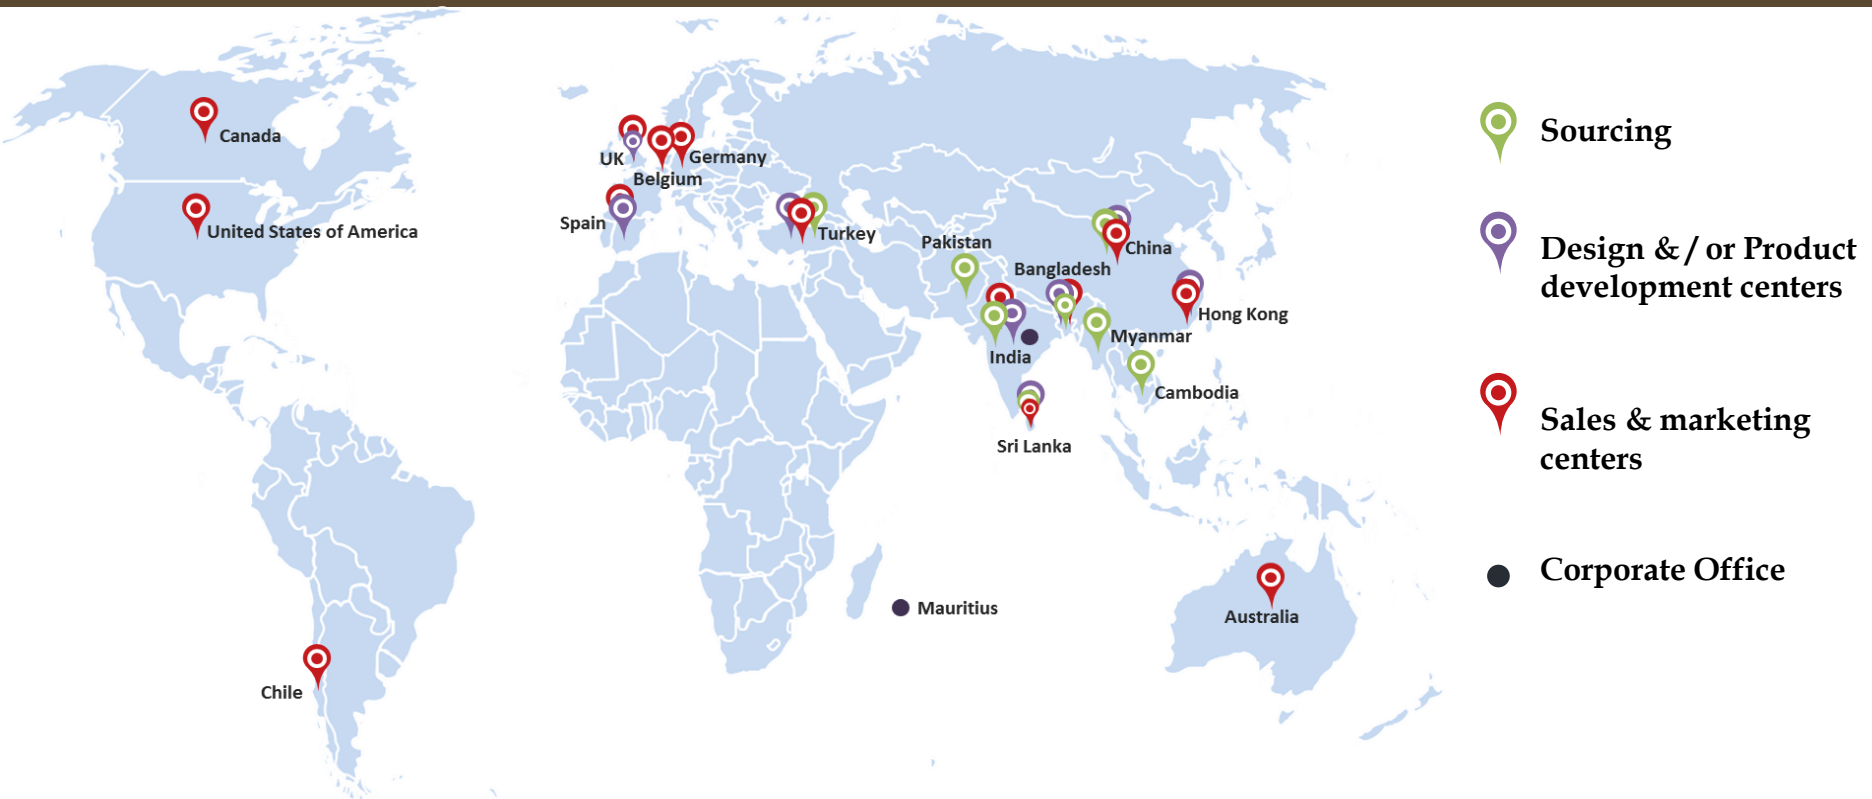 Canada
United States of America
Chile
UK
Belgium
Germany
Spain
Turkey
Pakistan
Bangladesh
China
Hong Kong
Myanmar
India
Cambodia
Sri Lanka
Mauritius
Australia
Sourcing
Design & / or Product
development centers
Sales & marketing
centers
Corporate Office